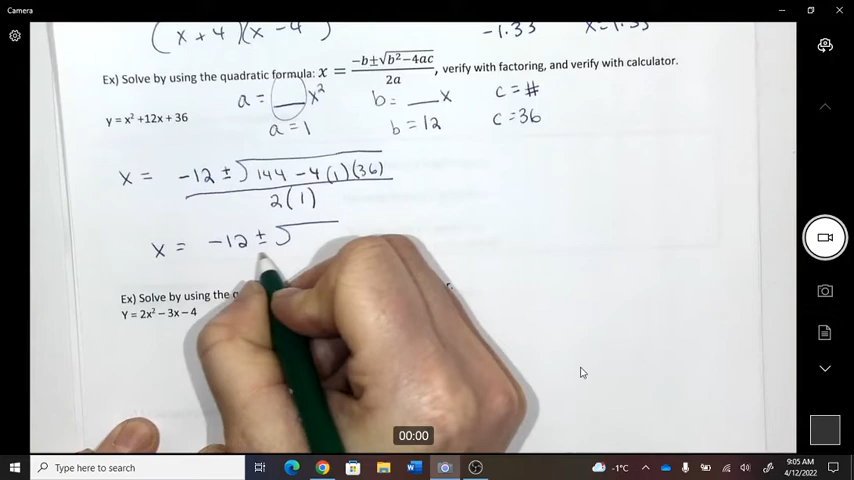 Camera
(x + 4)(x - 4)
-1.33
x = 1.33
Ex) Solve by using the quadratic formula: x = (-b±√(b²-4ac))/2a, verify with factoring, and verify with calculator.
a = ___ x²
b = ___ x
c = #
y = x² +12x + 36
a = 1
b = 12
c = 36
x = (-12 ± √(144 - 4(1)(36)))/2(1)
x = -12 ± √
Ex) Solve by using the q
Y = 2x² – 3x – 4
00:00
Type here to search
-1°C
9:05 AM
4/12/2022